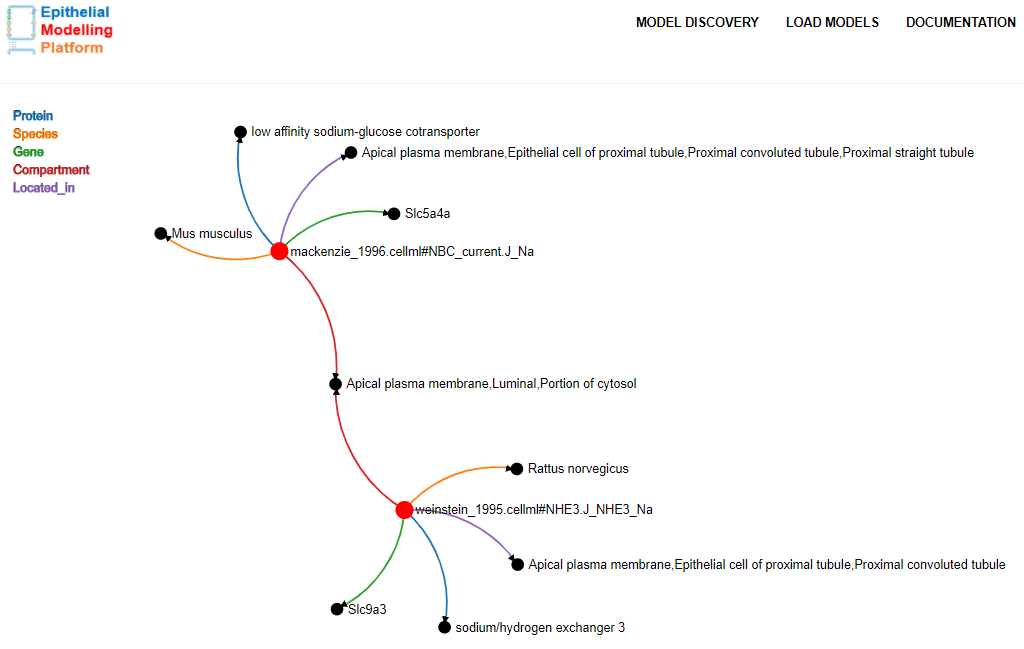 Epithelial
Modelling
Platform
MODEL DISCOVERY LOAD MODELS DOCUMENTATION
Protein
Species
Gene
Compartment
Located_in
low affinity sodium-glucose cotransporter
Apical plasma membrane,Epithelial cell of proximal tubule,Proximal convoluted tubule,Proximal straight tubule
Slc5a4a
Mus musculus
mackenzie_1996.cellml#NBC_current.J_Na
Apical plasma membrane,Luminal,Portion of cytosol
Rattus norvegicus
weinstein_1995.cellml#NHE3.J_NHE3_Na
Apical plasma membrane,Epithelial cell of proximal tubule,Proximal convoluted tubule
Slc9a3
sodium/hydrogen exchanger 3